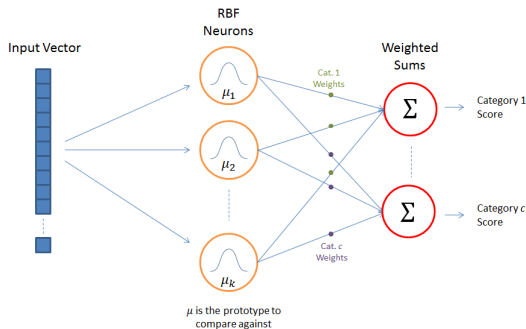 RBF
Neurons
Input Vector
Weighted
Sums
μ1
Cat. 1
Weights
Σ
Category 1
Score
μ2
Σ
Category c
Score
Cat. c
Weights
μk
μ is the prototype to
compare against